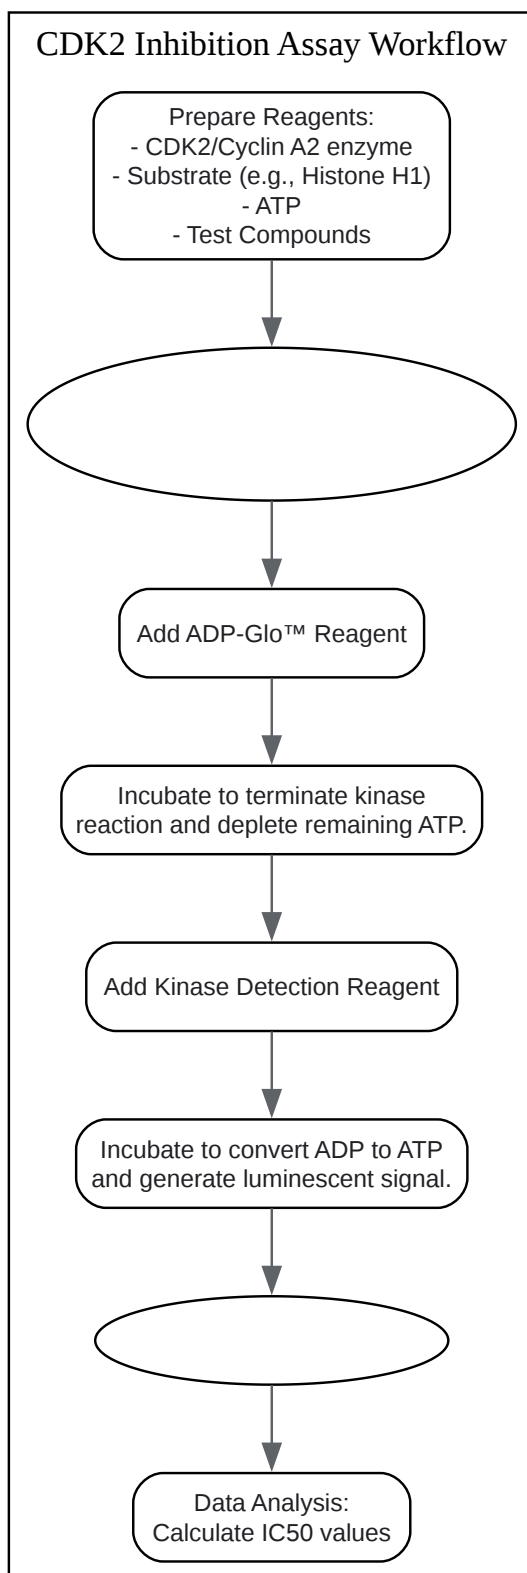 CDK2 Inhibition Assay Workflow
Prepare Reagents:
- CDK2/Cyclin A2 enzyme
- Substrate (e.g., Histone H1)
- ATP
- Test Compounds
Add ADP-Glo™ Reagent
Incubate to terminate kinase
reaction and deplete remaining ATP.
Add Kinase Detection Reagent
Incubate to convert ADP to ATP
and generate luminescent signal.
Data Analysis:
Calculate IC50 values